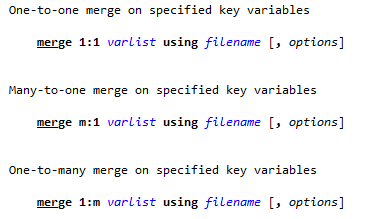 One-to-one merge on specified key variables
merge 1:1 varlist using filename [, options]
Many-to-one merge on specified key variables
merge m:1 varlist using filename [, options]
One-to-many merge on specified key variables
merge 1:m varlist using filename [, options]